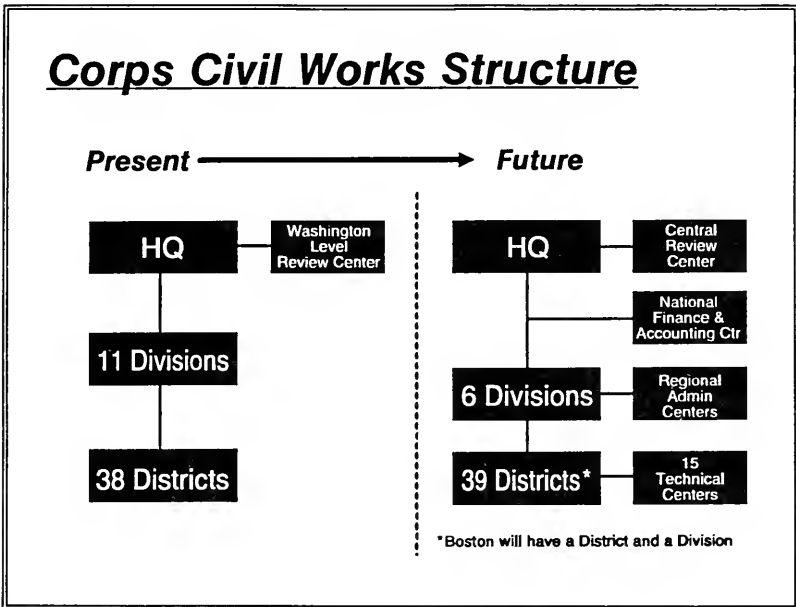 Corps Civil Works Structure
Present
Future
HQ
Washington
Level
Review Center
11 Divisions
38 Districts
HQ
Central
Review
Center
National
Finance &
Accounting Ctr
6 Divisions
Regional
Admin
Centers
39 Districts*
15
Technical
Centers
*Boston will have a District and a Division